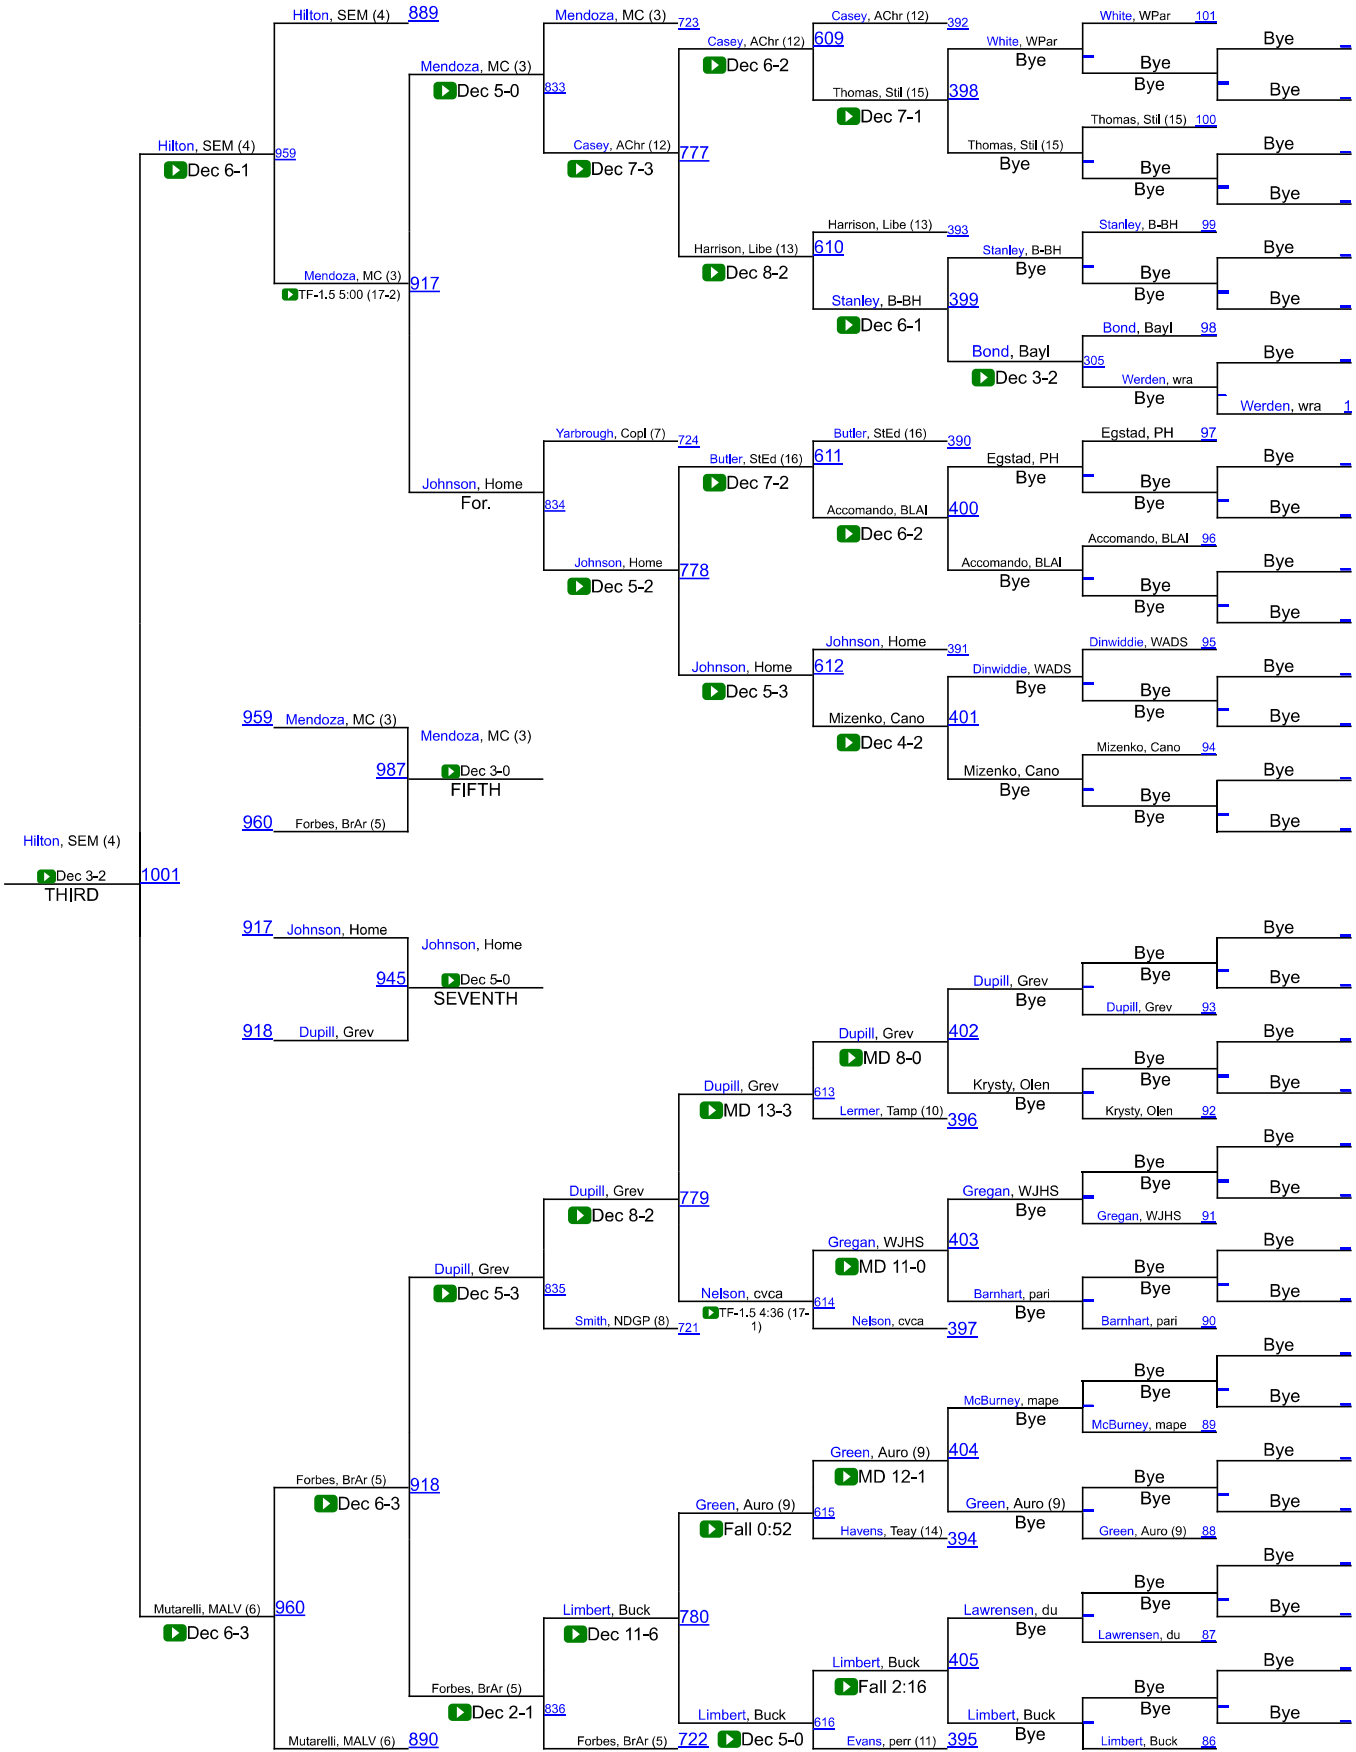 Hilton, SEM (4) 889 Mendoza, MC (3) 723 Casey, AChr (12) 392 White, WPar 101
Bye
Casey, AChr (12) 609 White, WPar
Dec 6-2 Bye Bye
Mendoza, MC (3) Bye
Dec 5-0 833 Thomas, Stil (15) 398 Bye
Dec 7-1 Thomas, Stil (15) 100
Hilton, SEM (4) 959 Casey, AChr (12) 777 Thomas, Stil (15) Bye
Dec 6-1 Dec 7-3 Bye Bye
Bye Bye
Harrison, Libe (13) 393 Stanley, B-BH 99
Harrison, Libe (13) 610 Stanley, B-BH Bye
Dec 8-2 Bye Bye
Mendoza, MC (3) 917 Bye Bye
TF-1.5 5:00 (17-2) Stanley, B-BH 399
Dec 6-1 Bond, Bayl 98
Bond, Bayl 305 Bye
Dec 3-2 Werden, wra
Bye Werden, wra 1
Yarbrough, Copl (7) 724 Butler, StEd (16) 390 Egstad, PH 97
Butler, StEd (16) 611 Egstad, PH Bye
Dec 7-2 Bye Bye
Johnson, Home Bye
For. 834 Accomando, BLAl 400 Bye
Dec 6-2 Accomando, BLAl 96
Johnson, Home 778 Accomando, BLAl Bye
Dec 5-2 Bye Bye
Bye Bye
Johnson, Home 391 Dinwiddie, WADS 95
Johnson, Home 612 Dinwiddie, WADS Bye
Dec 5-3 Bye Bye
959 Mendoza, MC (3) Mizenko, Cano 401 Bye Bye
Mendoza, MC (3) Dec 4-2 Mizenko, Cano 94
987 Dec 3-0 Mizenko, Cano Bye
FIFTH Bye Bye
960 Forbes, BrAr (5) Bye Bye
Hilton, SEM (4)
Dec 3-2 1001
THIRD
917 Johnson, Home Bye
Johnson, Home Bye
945 Dec 5-0 Dupill, Grev Bye Bye
SEVENTH Bye
Dupill, Grev 93
918 Dupill, Grev Dupill, Grev 402 Bye
MD 8-0 Bye
Dupill, Grev 613 Krysty, Olen Bye Bye
MD 13-3 Lermer, Tamp (10) 396 Bye Krysty, Olen 92
Bye
Bye
Dupill, Grev 779 Gregan, WJHS Bye Bye
Dec 8-2 Bye Gregan, WJHS 91
Gregan, WJHS 403 Bye
Dupill, Grev MD 11-0 Bye
Dec 5-3 835 Nelson, cvca 614 Barnhart, pari Bye Bye
Smith, NDGP (8) 721 TF-1.5 4:36 (17-
1) Nelson, cvca 397 Bye Barnhart, pari 90
Bye
Bye
McBurney, mape Bye Bye
Bye McBurney, mape 89
Green, Auro (9) 404 Bye
Forbes, BrAr (5) 918 MD 12-1 Bye
Dec 6-3 Green, Auro (9) 615 Green, Auro (9) Bye Bye
Fall 0:52 Havens, Teay (14) 394 Bye Green, Auro (9) 88
Bye
Bye
Mutarelli, MALV (6) 960 Limbert, Buck 780 Lawrensen, du Bye Bye
Dec 6-3 Dec 11-6 Bye Lawrensen, du 87
Limbert, Buck 405 Bye
Forbes, BrAr (5) Fall 2:16 Bye
Dec 2-1 836 Limbert, Buck 616 Limbert, Buck Bye Bye
Mutarelli, MALV (6) 890 Forbes, BrAr (5) 722 Dec 5-0 Evans, perr (11) 395 Bye Limbert, Buck 86